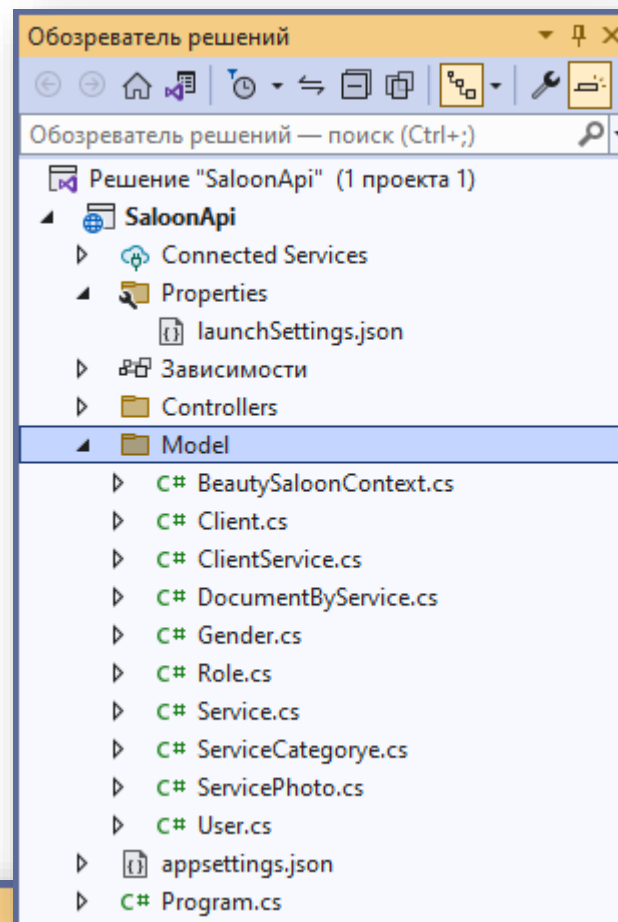 Обозреватель решений
Обозреватель решений — поиск (Ctrl+;)
Решение "SaloonApi" (1 проекта 1)
SaloonApi
Connected Services
Properties
launchSettings.json
Зависимости
Controllers
Model
C# BeautySaloonContext.cs
C# Client.cs
C# ClientService.cs
C# DocumentByService.cs
C# Gender.cs
C# Role.cs
C# Service.cs
C# ServiceCategorye.cs
C# ServicePhoto.cs
C# User.cs
appsettings.json
C# Program.cs